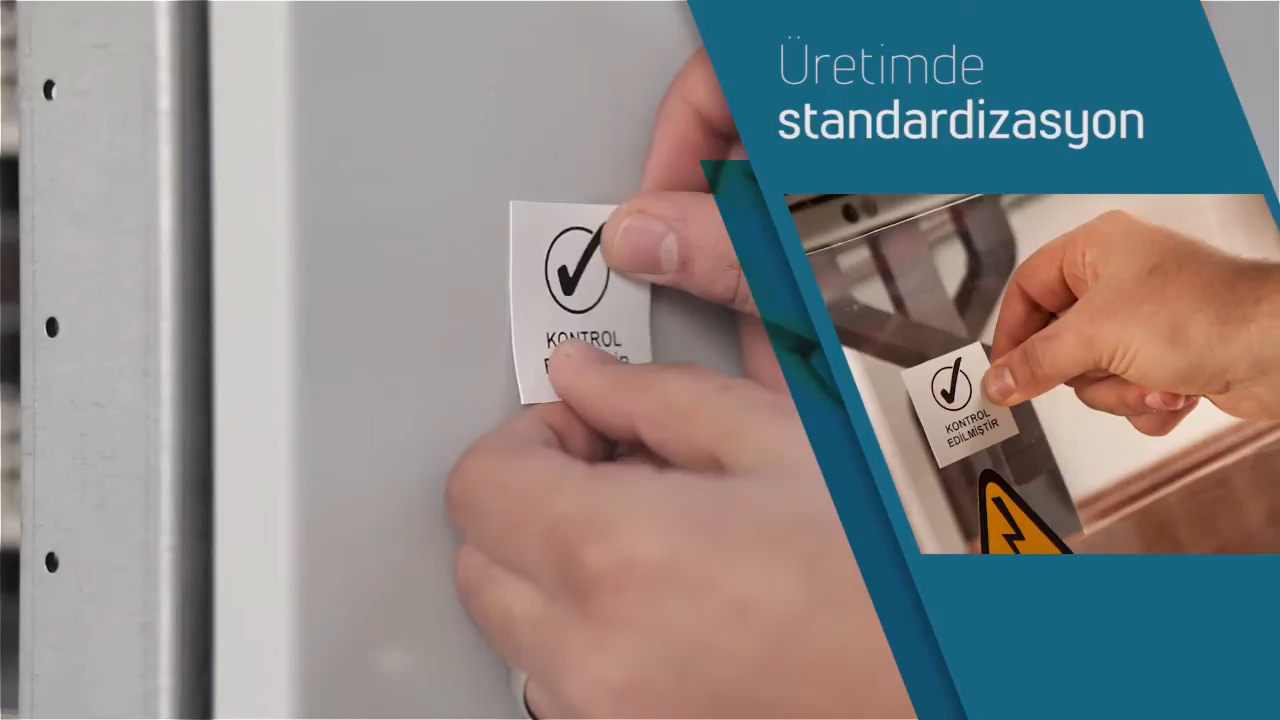 Üretimde
standardizasyon
KONTROL
KONTROL
EDİLMİŞTİR